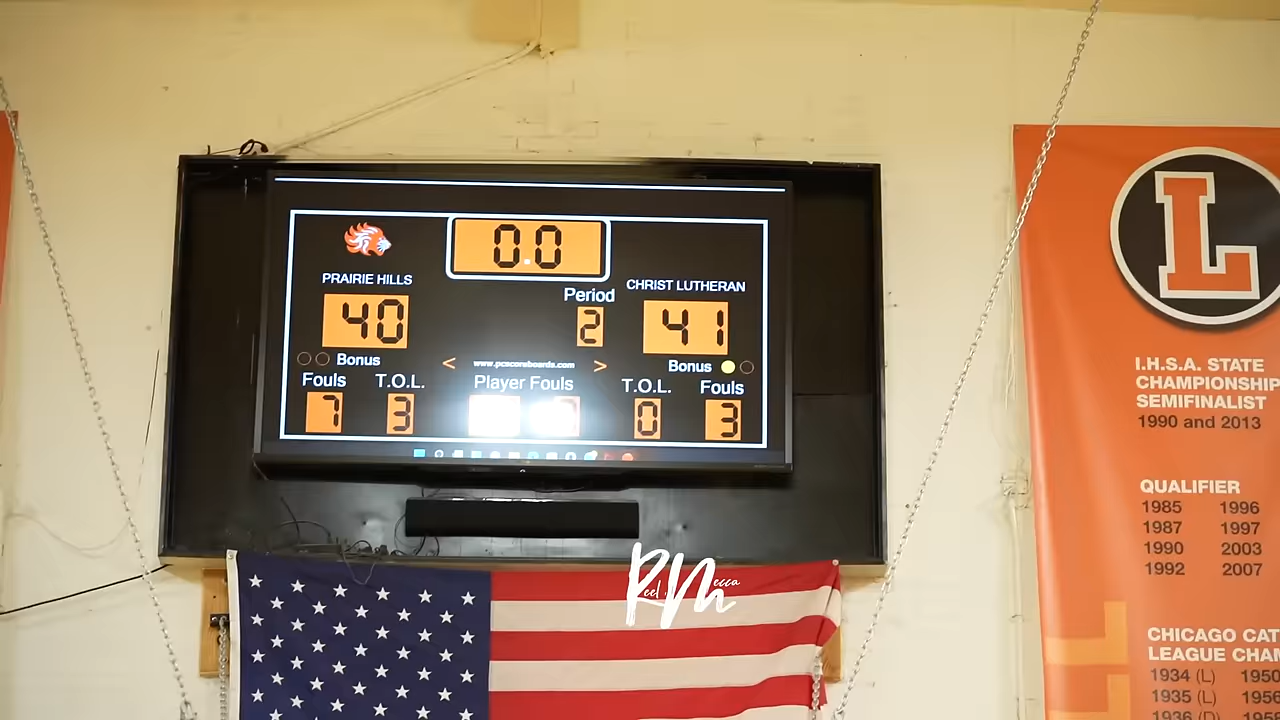 0.0
PRAIRIE HILLS
CHRIST LUTHERAN
Period
40
2
41
Bonus
< www.pcscoreboards.com >
Bonus
Fouls
T.O.L.
Player Fouls
T.O.L.
Fouls
7
3
0
3
Reel Mecca
L
I.H.S.A. STATE
CHAMPIONSHIP
SEMIFINALIST
1990 and 2013
QUALIFIER
1985 1996
1987 1997
1990 2003
1992 2007
CHICAGO CAT
LEAGUE CHAM
1934 (L) 1950
1935 (L) 1956
1936 (D) 1958